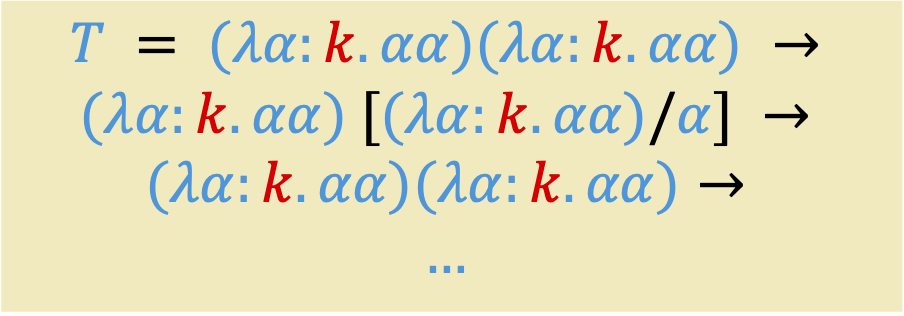 T = (λα: k. αα)(λα: k. αα) →
(λα: k. αα) [(λα: k. αα)/α] →
(λα: k. αα)(λα: k. αα) →
...